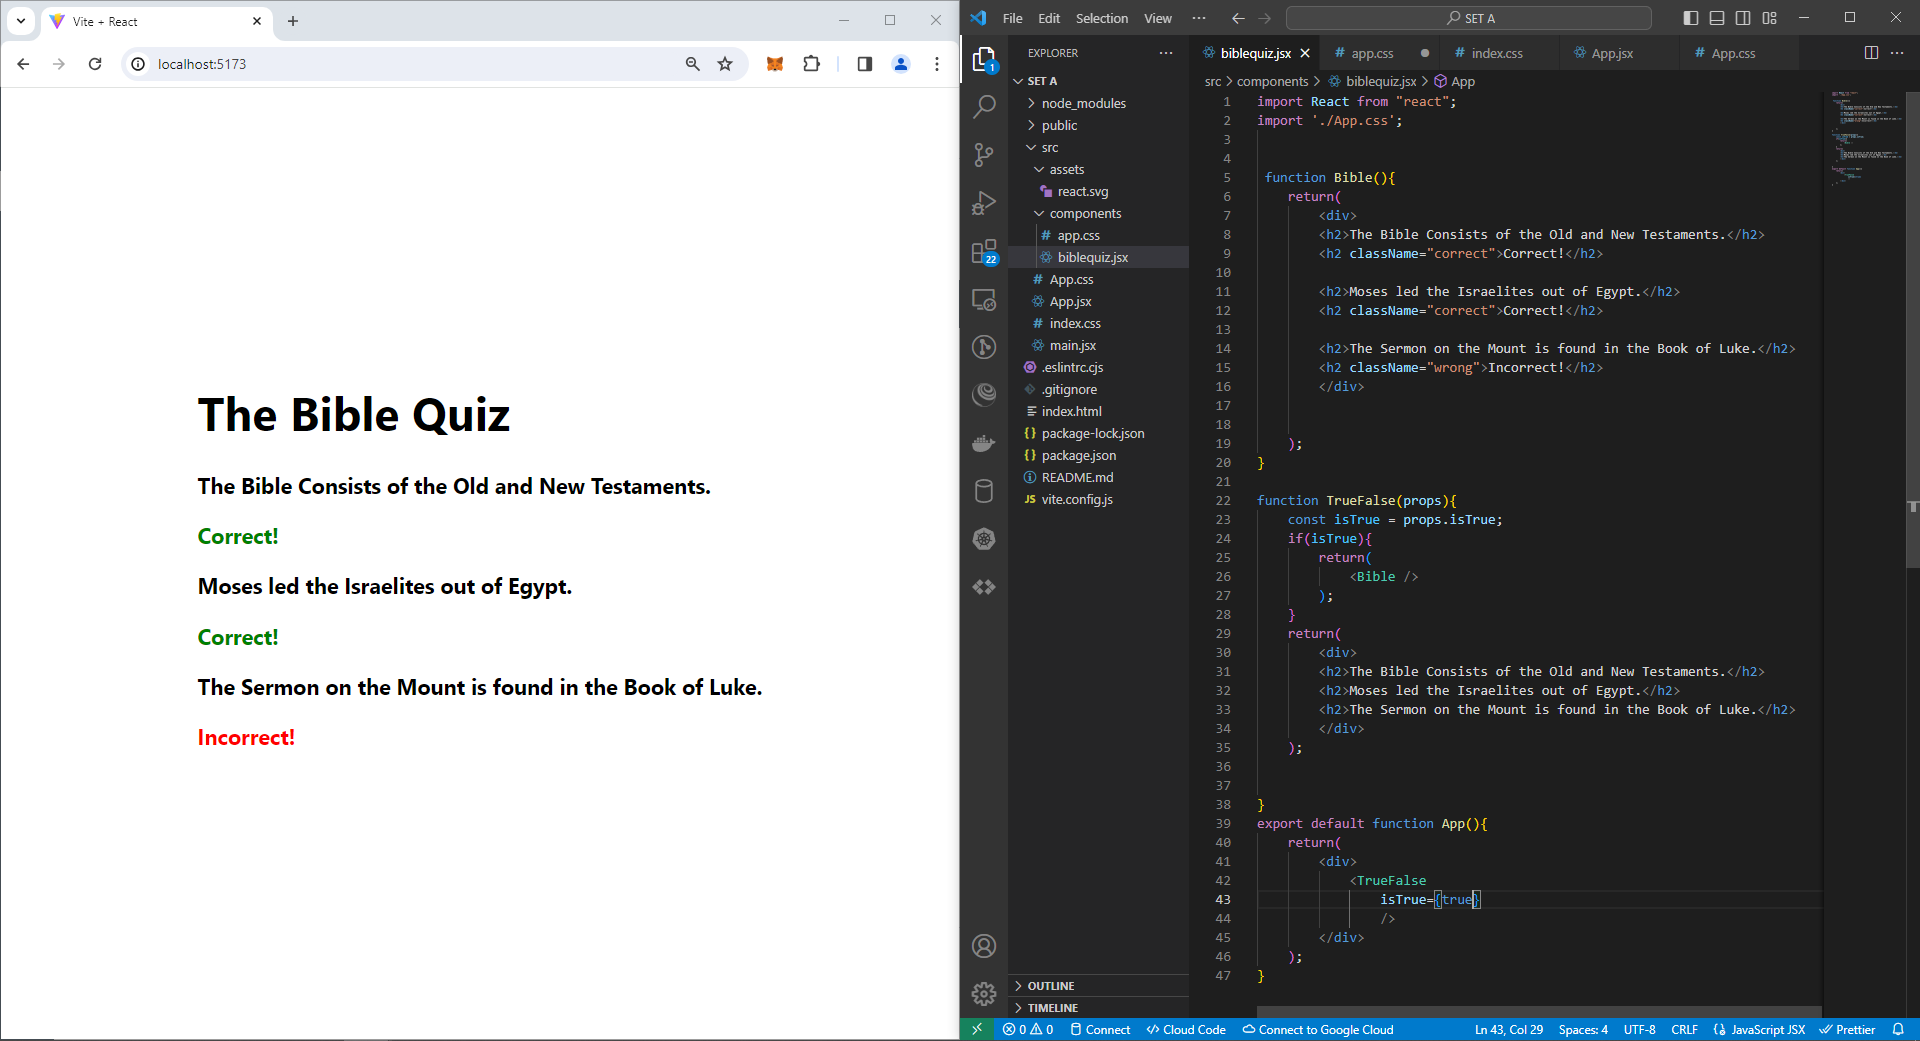 Vite + React
localhost:5173
The Bible Quiz
The Bible Consists of the Old and New Testaments.
Correct!
Moses led the Israelites out of Egypt.
Correct!
The Sermon on the Mount is found in the Book of Luke.
Incorrect!
File Edit Selection View ··· SET A
EXPLORER ···
SET A
node_modules
public
src
assets
react.svg
components
app.css
biblequiz.jsx
App.css
App.jsx
index.css
main.jsx
.eslintrc.cjs
.gitignore
index.html
package-lock.json
package.json
README.md
vite.config.js
OUTLINE
TIMELINE
1
22
biblequiz.jsx app.css index.css App.jsx App.css ···
src > components > biblequiz.jsx > App
1 import React from "react";
2 import './App.css';
3
4
5 function Bible(){
6 return(
7 <div>
8 <h2>The Bible Consists of the Old and New Testaments.</h2>
9 <h2 className="correct">Correct!</h2>
10
11 <h2>Moses led the Israelites out of Egypt.</h2>
12 <h2 className="correct">Correct!</h2>
13
14 <h2>The Sermon on the Mount is found in the Book of Luke.</h2>
15 <h2 className="wrong">Incorrect!</h2>
16 </div>
17
18
19 );
20 }
21
22 function TrueFalse(props){
23 const isTrue = props.isTrue;
24 if(isTrue){
25 return(
26 <Bible />
27 );
28 }
29 return(
30 <div>
31 <h2>The Bible Consists of the Old and New Testaments.</h2>
32 <h2>Moses led the Israelites out of Egypt.</h2>
33 <h2>The Sermon on the Mount is found in the Book of Luke.</h2>
34 </div>
35 );
36
37
38 }
39 export default function App(){
40 return(
41 <div>
42 <TrueFalse
43 isTrue={true}
44 />
45 </div>
46 );
47 }
0 0 Connect Cloud Code Connect to Google Cloud Ln 43, Col 29 Spaces: 4 UTF-8 CRLF JavaScript JSX Prettier